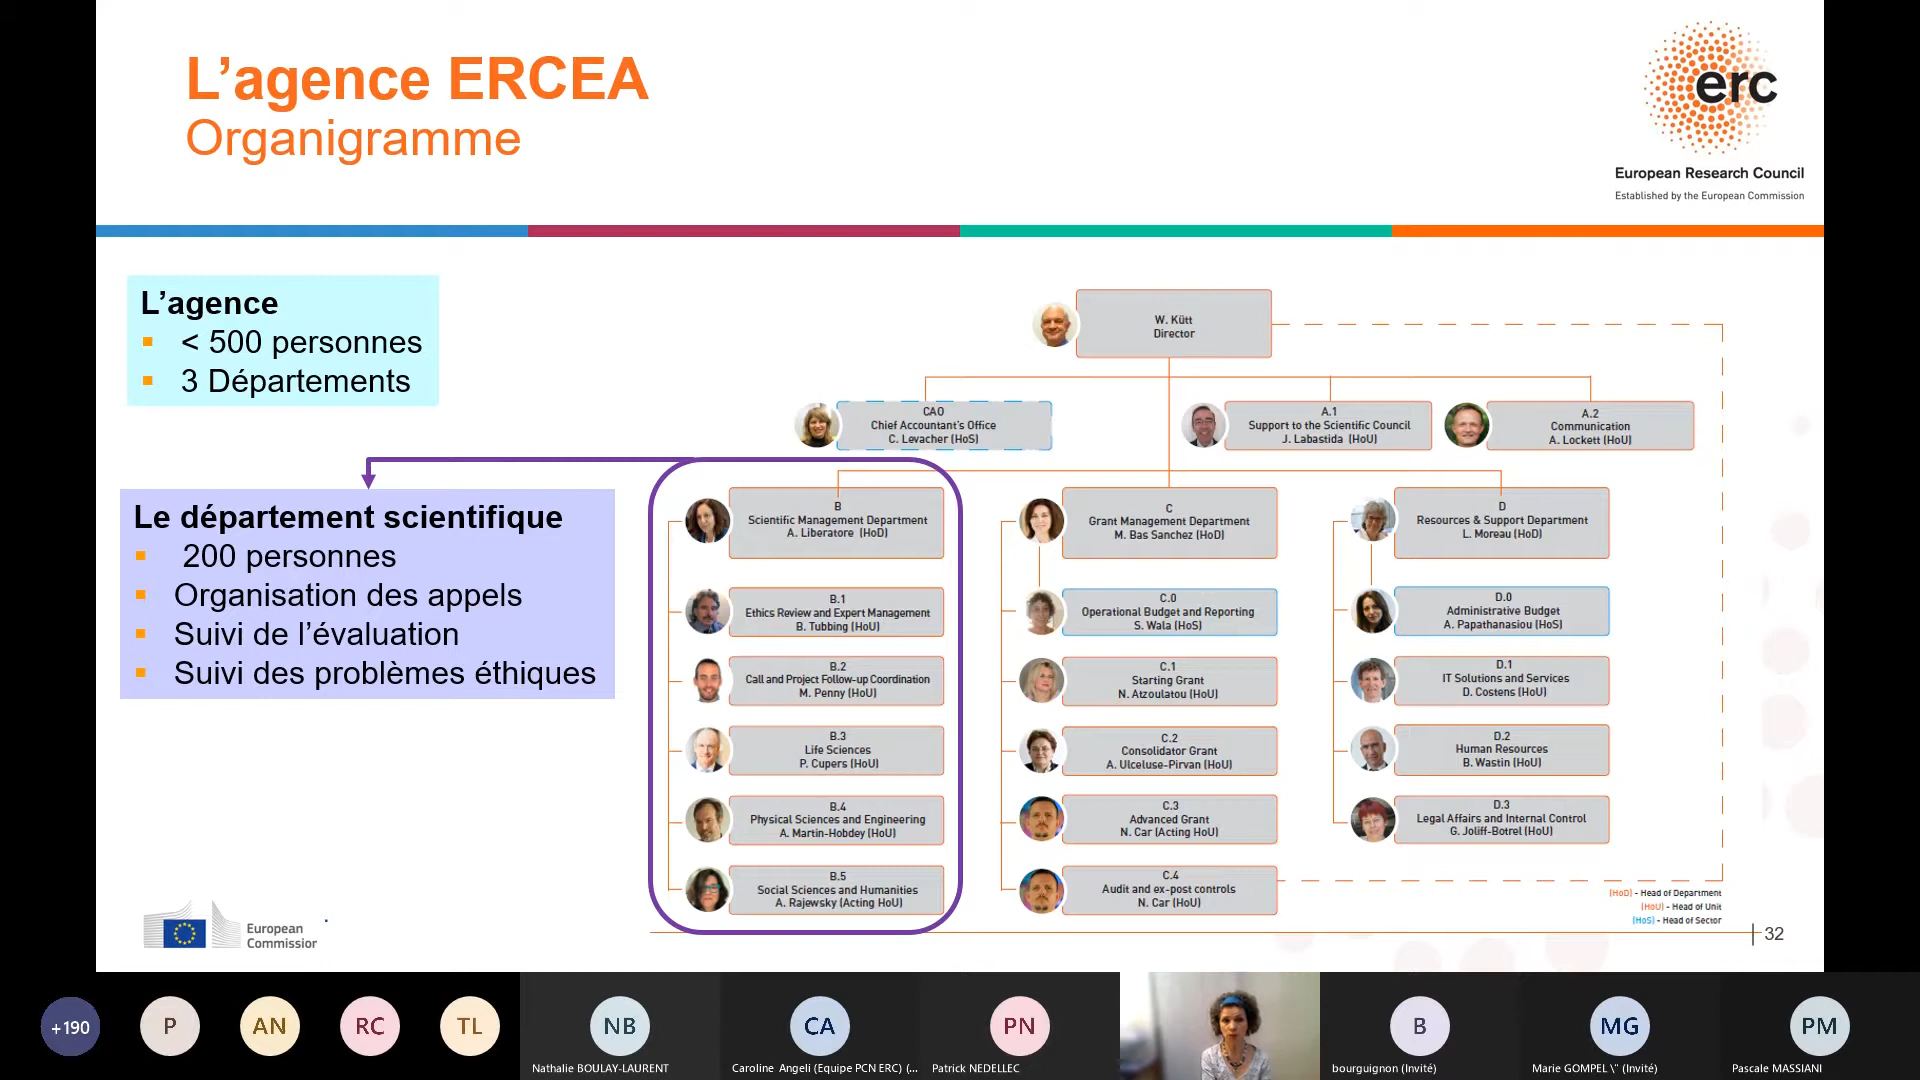 L’agence ERCEA
Organigramme
erc
European Research Council
Established by the European Commission
L’agence
▪ < 500 personnes
▪ 3 Départements
W. Kütt
Director
CAO
Chief Accountant's Office
C. Levacher (HoS)
A.1
Support to the Scientific Council
J. Labastida (HoU)
A.2
Communication
A. Lockett (HoU)
Le département scientifique
▪ 200 personnes
▪ Organisation des appels
▪ Suivi de l’évaluation
▪ Suivi des problèmes éthiques
B
Scientific Management Department
A. Liberatore (HoD)
B.1
Ethics Review and Expert Management
B. Tubbing (HoU)
B.2
Call and Project Follow-up Coordination
M. Penny (HoU)
B.3
Life Sciences
P. Cupers (HoU)
B.4
Physical Sciences and Engineering
A. Martin-Hobdey (HoU)
B.5
Social Sciences and Humanities
A. Rajewsky (Acting HoU)
C
Grant Management Department
M. Bas Sanchez (HoD)
C.0
Operational Budget and Reporting
S. Wala (HoS)
C.1
Starting Grant
N. Atzoulatou (HoU)
C.2
Consolidator Grant
A. Ulceluse-Pirvan (HoU)
C.3
Advanced Grant
N. Car (Acting HoU)
C.4
Audit and ex-post controls
N. Car (HoU)
D
Resources & Support Department
L. Moreau (HoD)
D.0
Administrative Budget
A. Papathanasiou (HoS)
D.1
IT Solutions and Services
D. Costens (HoU)
D.2
Human Resources
B. Wastin (HoU)
D.3
Legal Affairs and Internal Control
G. Joliff-Botrel (HoU)
(HoD) - Head of Department
(HoU) - Head of Unit
(HoS) - Head of Sector
European
Commission
32
+190
P
AN
RC
TL
NB
CA
PN
B
MG
PM
Nathalie BOULAY-LAURENT
Caroline Angeli (Equipe PCN ERC) (...
Patrick NEDELLEC
bourguignon (Invité)
Marie GOMPEL \" (Invité)
Pascale MASSIANI